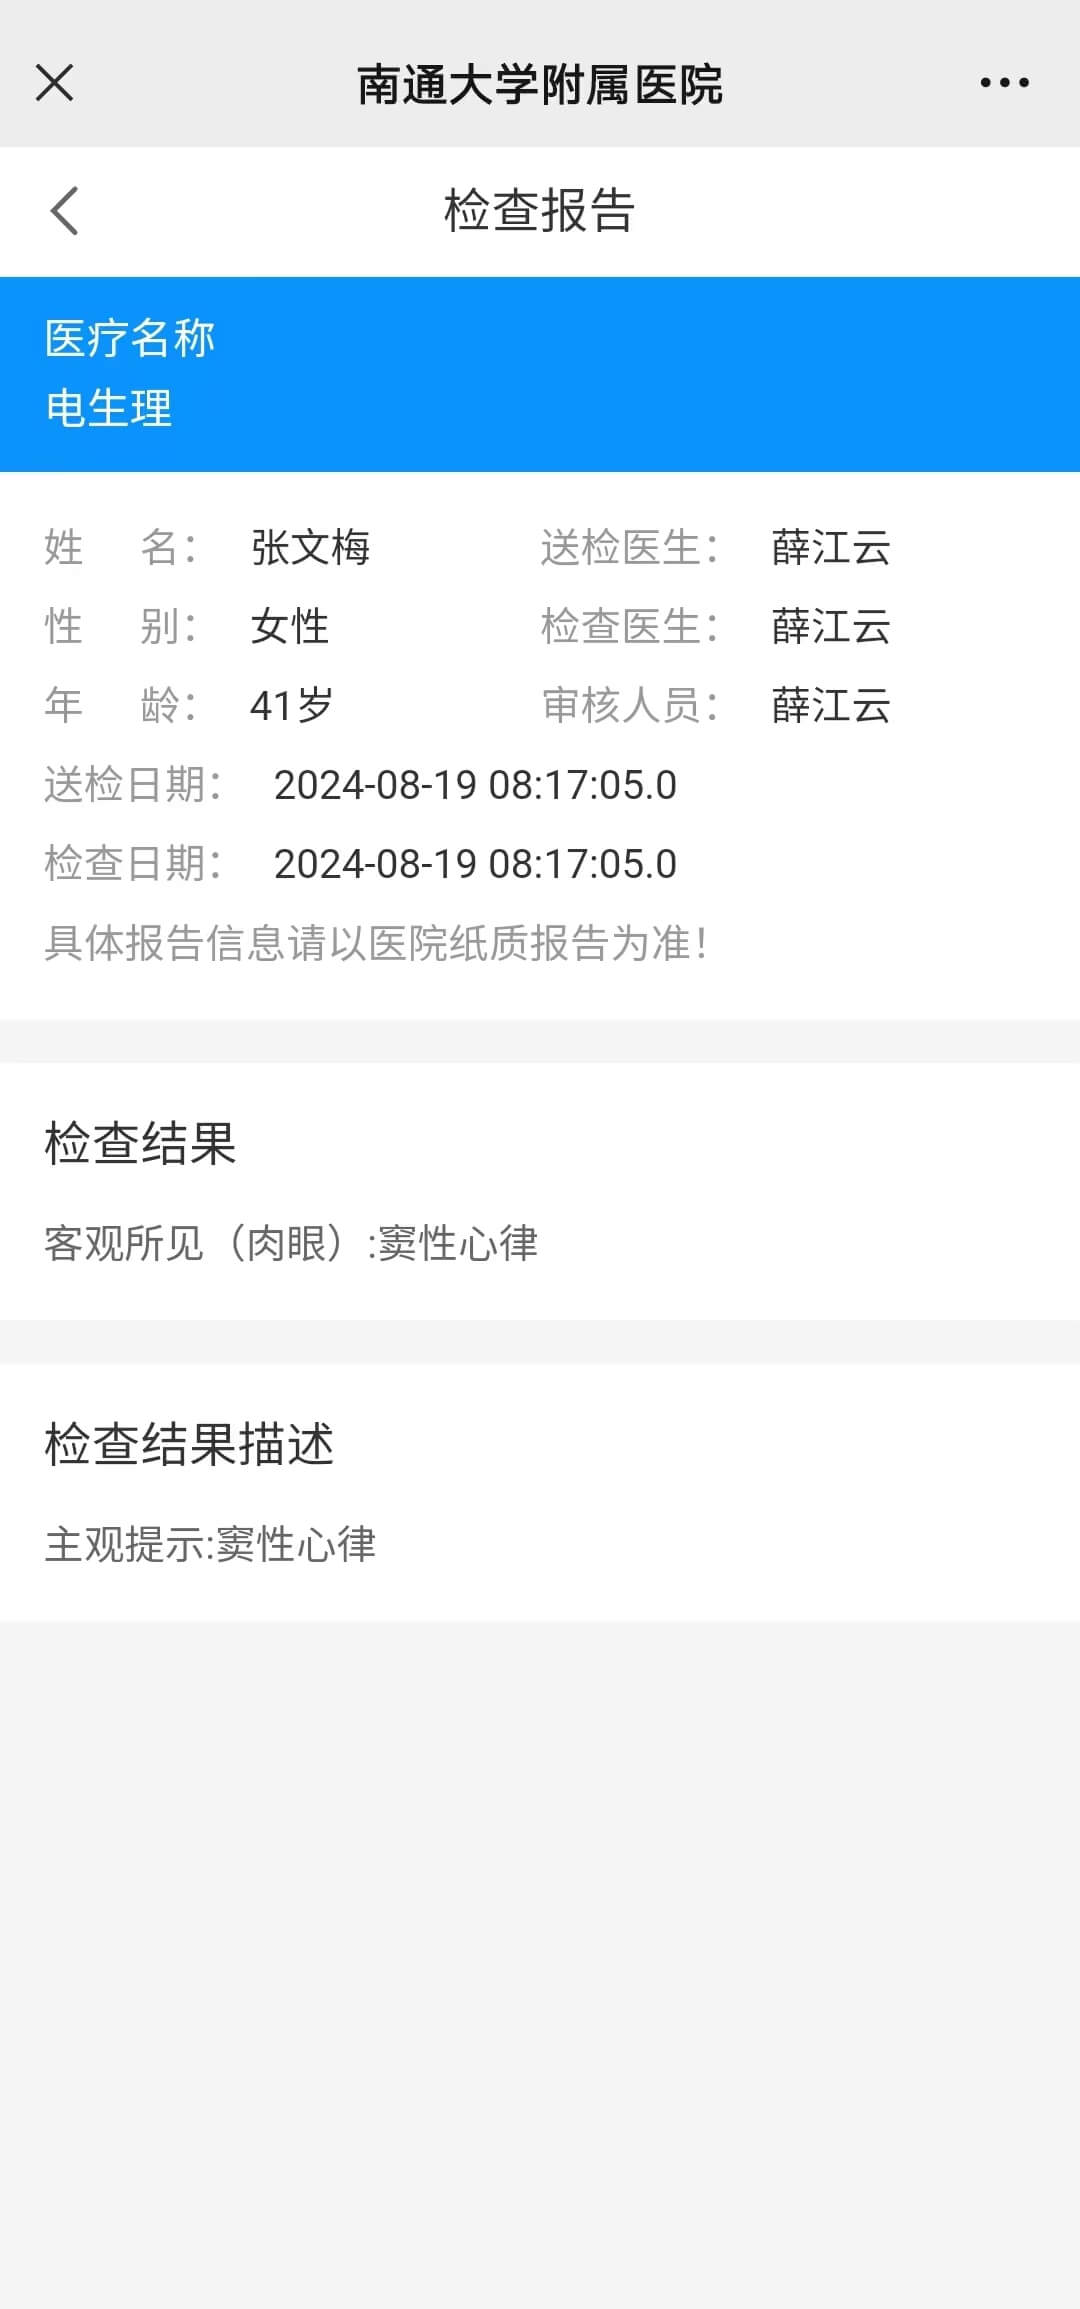 南通大学附属医院
检查报告
医疗名称
电生理
姓 名： 张文梅 送检医生： 薛江云
性 别： 女性 检查医生： 薛江云
年 龄： 41岁 审核人员： 薛江云
送检日期： 2024-08-19 08:17:05.0
检查日期： 2024-08-19 08:17:05.0
具体报告信息请以医院纸质报告为准！
检查结果
客观所见（肉眼）:窦性心律
检查结果描述
主观提示:窦性心律